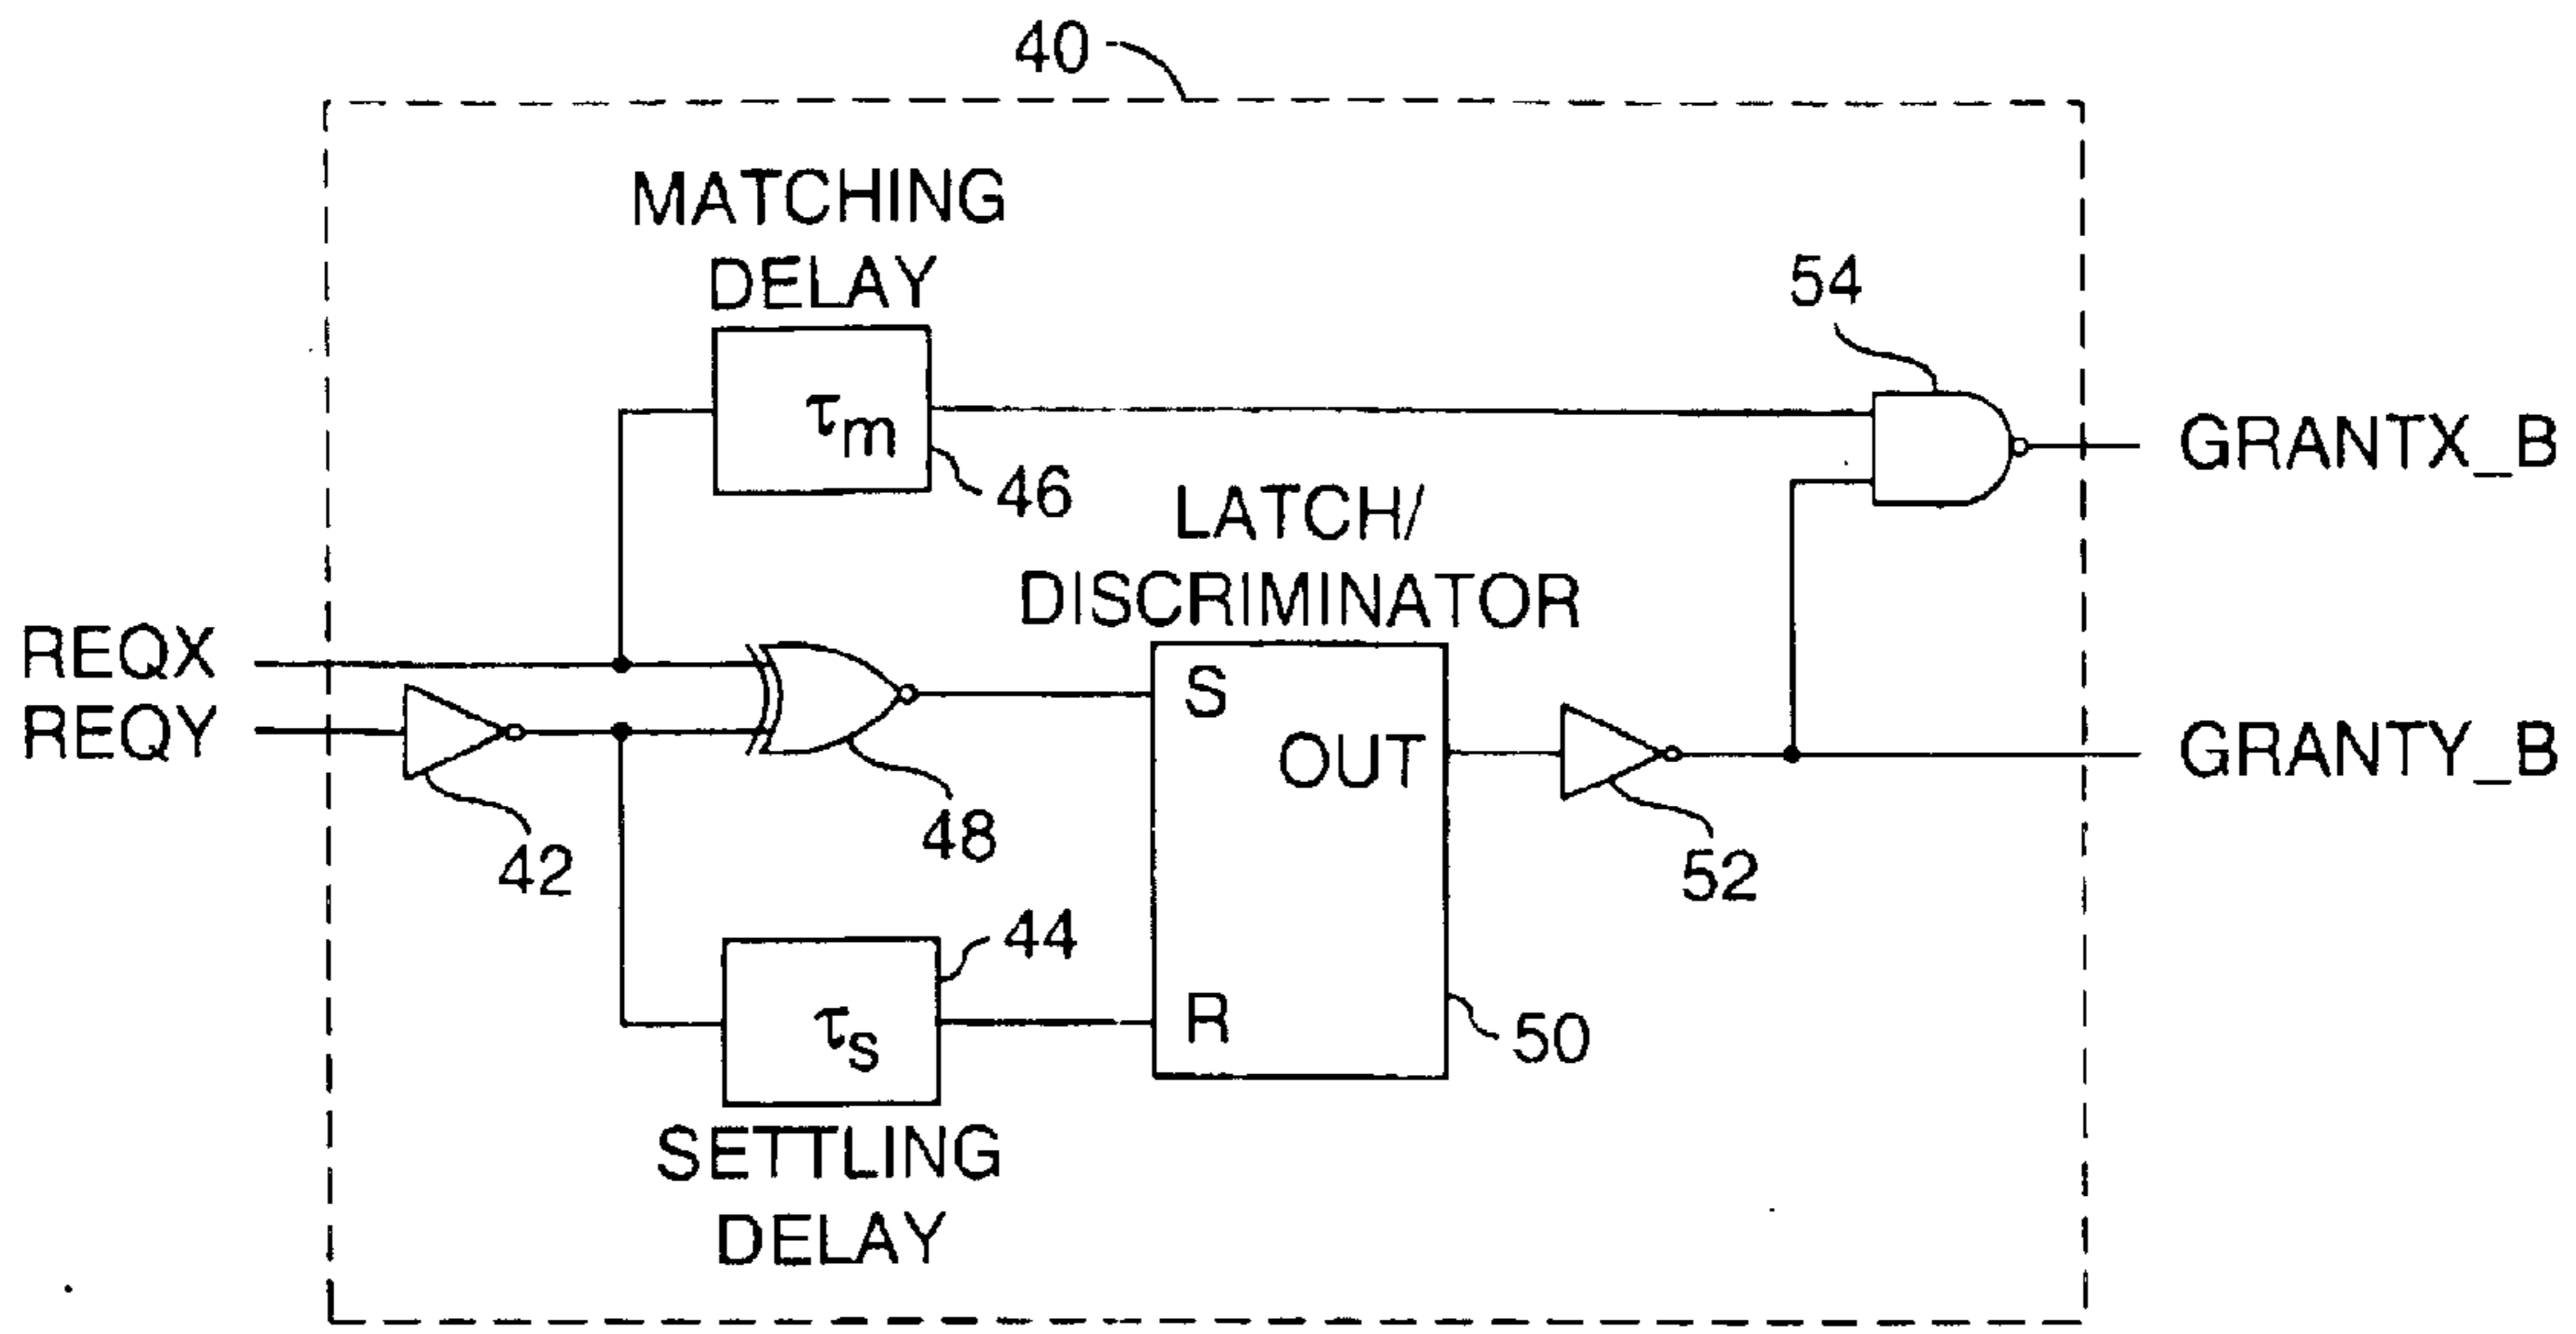 40
MATCHING
DELAY
τm
46
54
GRANTX_B
LATCH/
DISCRIMINATOR
REQX
REQY
42
48
S
OUT
R
50
52
GRANTY_B
44
τs
SETTLING
DELAY